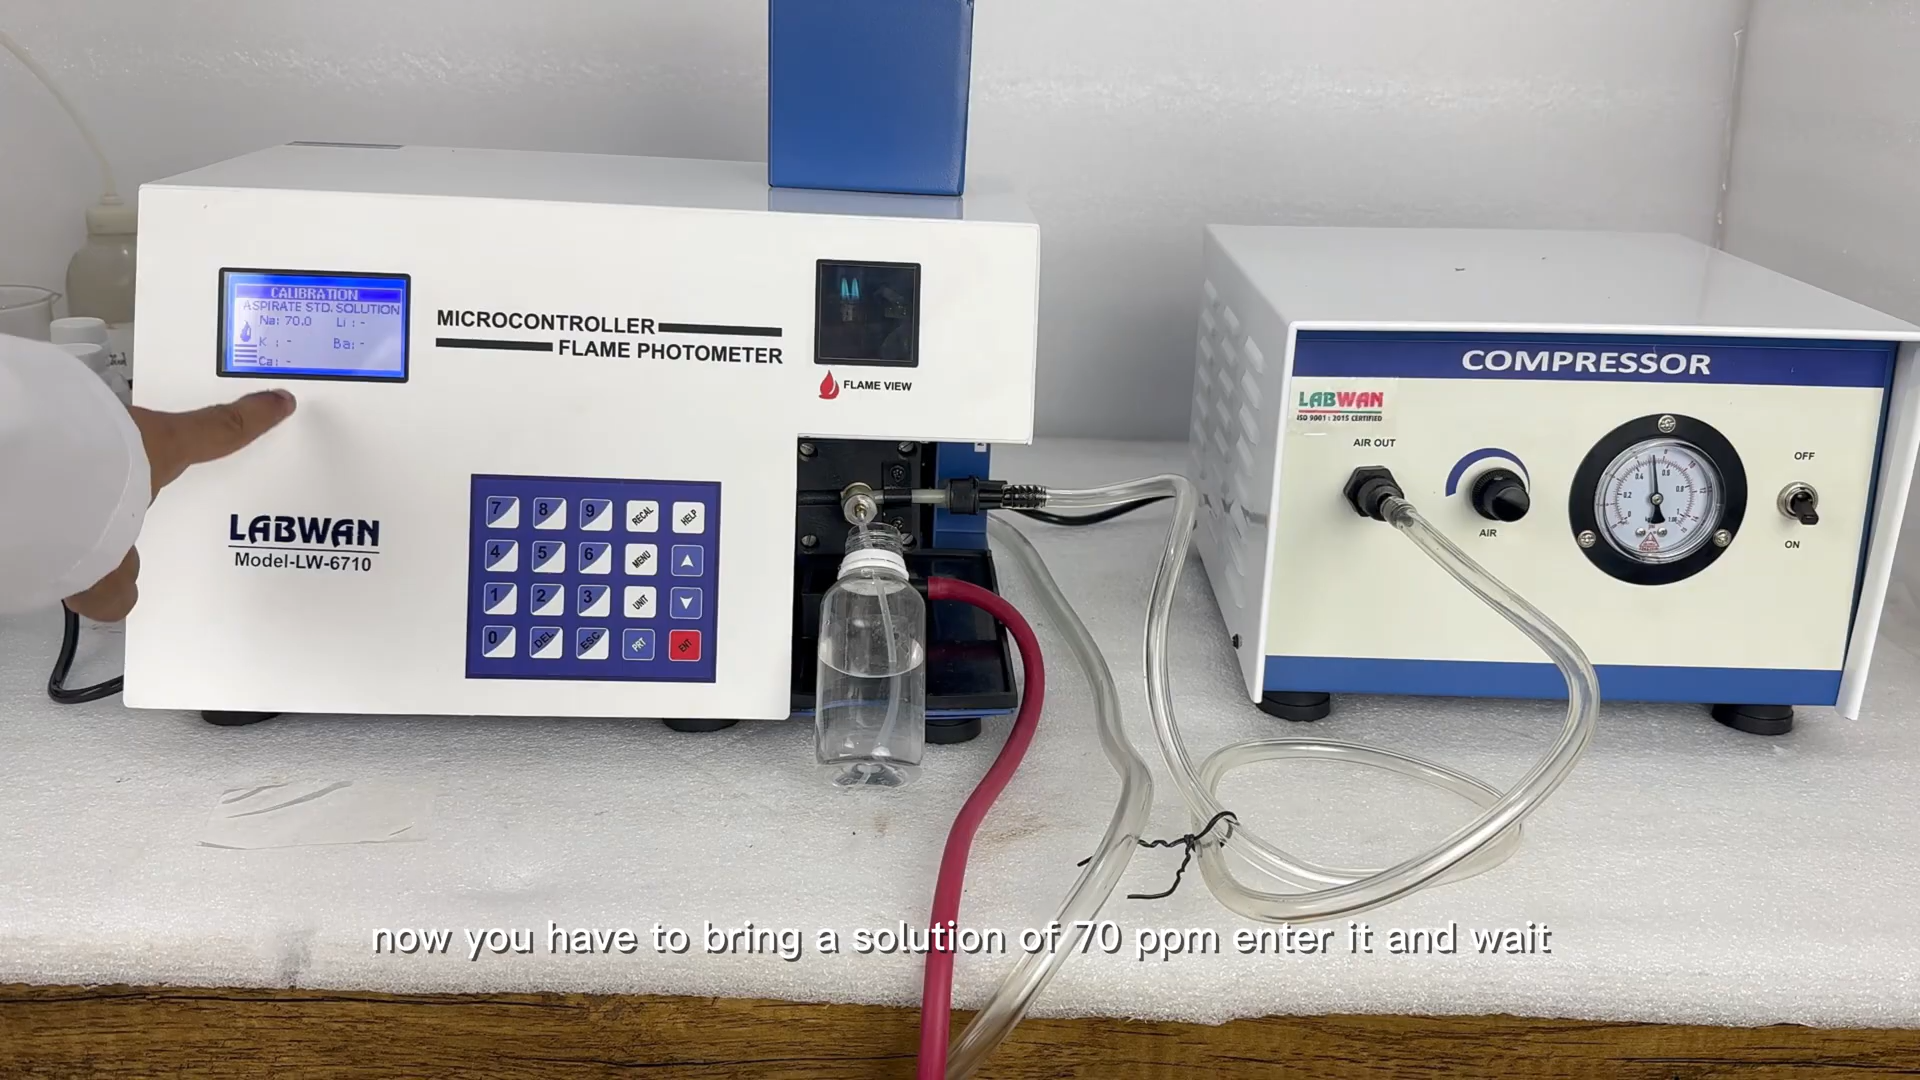 CALIBRATION
ASPIRATE STD. SOLUTION
Na: 70.0 Li : -
K : - Ba: -
Ca: -
MICROCONTROLLER
FLAME PHOTOMETER
FLAME VIEW
LABWAN
Model-LW-6710
7 8 9 RECAL HELP
4 5 6 MENU
1 2 3 UNIT
0 DEL ESC PRT ENT
COMPRESSOR
LABWAN
ISO 9001 : 2015 CERTIFIED
AIR OUT
AIR
OFF
ON
now you have to bring a solution of 70 ppm enter it and wait